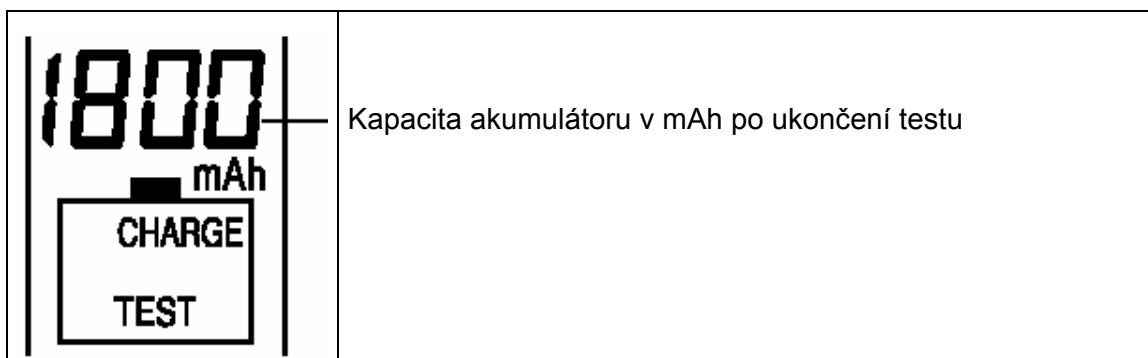 1800
Kapacita akumulátoru v mAh po ukončení testu
mAh
CHARGE
TEST